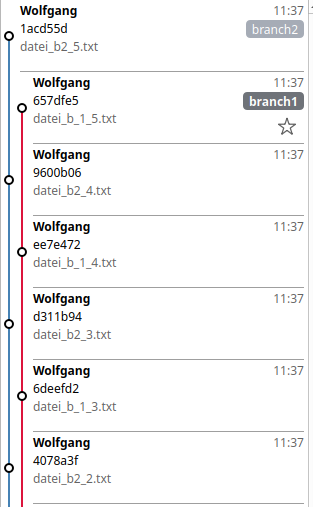 Wolfgang 11:37
1acd55d branch2
datei_b2_5.txt
Wolfgang 11:37
657dfe5 branch1
datei_b_1_5.txt
Wolfgang 11:37
9600b06
datei_b2_4.txt
Wolfgang 11:37
ee7e472
datei_b_1_4.txt
Wolfgang 11:37
d311b94
datei_b2_3.txt
Wolfgang 11:37
6deefd2
datei_b_1_3.txt
Wolfgang 11:37
4078a3f
datei_b2_2.txt